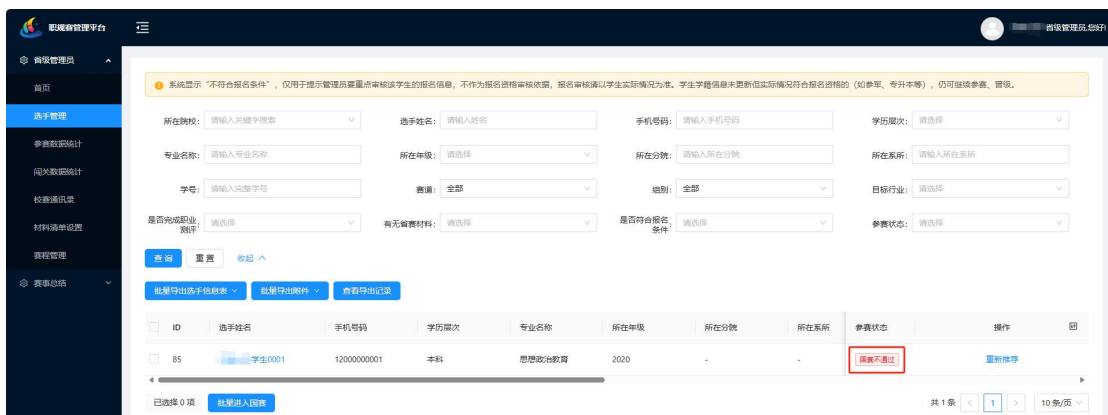 职规赛管理平台
省级管理员,您好!
省级管理员
首页
选手管理
参赛数据统计
闯关数据统计
校赛通讯录
材料清单设置
赛程管理
赛事总结
系统显示“不符合报名条件”,仅用于提示管理员要重点审核该学生的报名信息,不作为报名资格审核依据,报名审核请以学生实际情况为准。学生学籍信息未更新但实际情况符合报名资格的(如参军、专升本等),仍可继续参赛、晋级。
所在院校: 请输入关键字搜索 选手姓名: 请输入姓名 手机号码: 请输入手机号码 学历层次: 请选择
专业名称: 请输入专业名称 所在年级: 请选择 所在分院: 请输入所在分院 所在系所: 请输入所在系所
学号: 请输入完整学号 赛道: 全部 组别: 全部 目标行业: 请选择
是否完成职业测评: 请选择 有无省赛材料: 请选择 是否符合报名条件: 请选择 参赛状态: 请选择
查询 重置 收起
批量导出选手信息表 批量导出附件 查看导出记录
ID 选手姓名 手机号码 学历层次 专业名称 所在年级 所在分院 所在系所 参赛状态 操作
85 学生0001 12000000001 本科 思想政治教育 2020 - - 国赛不通过 重新推荐
已选择 0 项 批量进入国赛 共 1 条 < 1 > 10 条/页